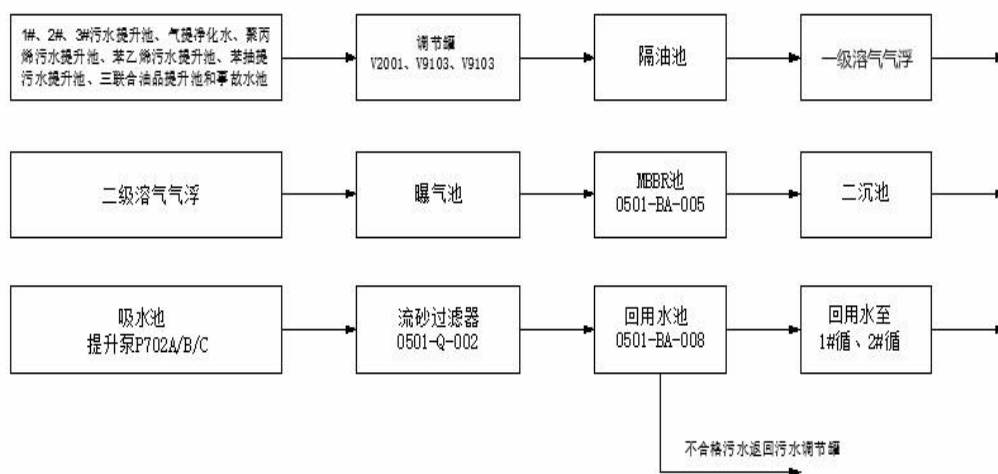 1#、2#、3#污水提升池、气提净化水、聚丙
烯污水提升池、苯乙烯污水提升池、苯抽提
污水提升池、三联合油品提升池和事故水池
调节罐
V2001、V9103、V9103
隔油池
一级溶气气浮
二级溶气气浮
曝气池
MBBR池
0501-BA-005
二沉池
吸水池
提升泵P702A/B/C
流砂过滤器
0501-Q-002
回用水池
0501-BA-008
回用水至
1#循、2#循
不合格污水返回污水调节罐